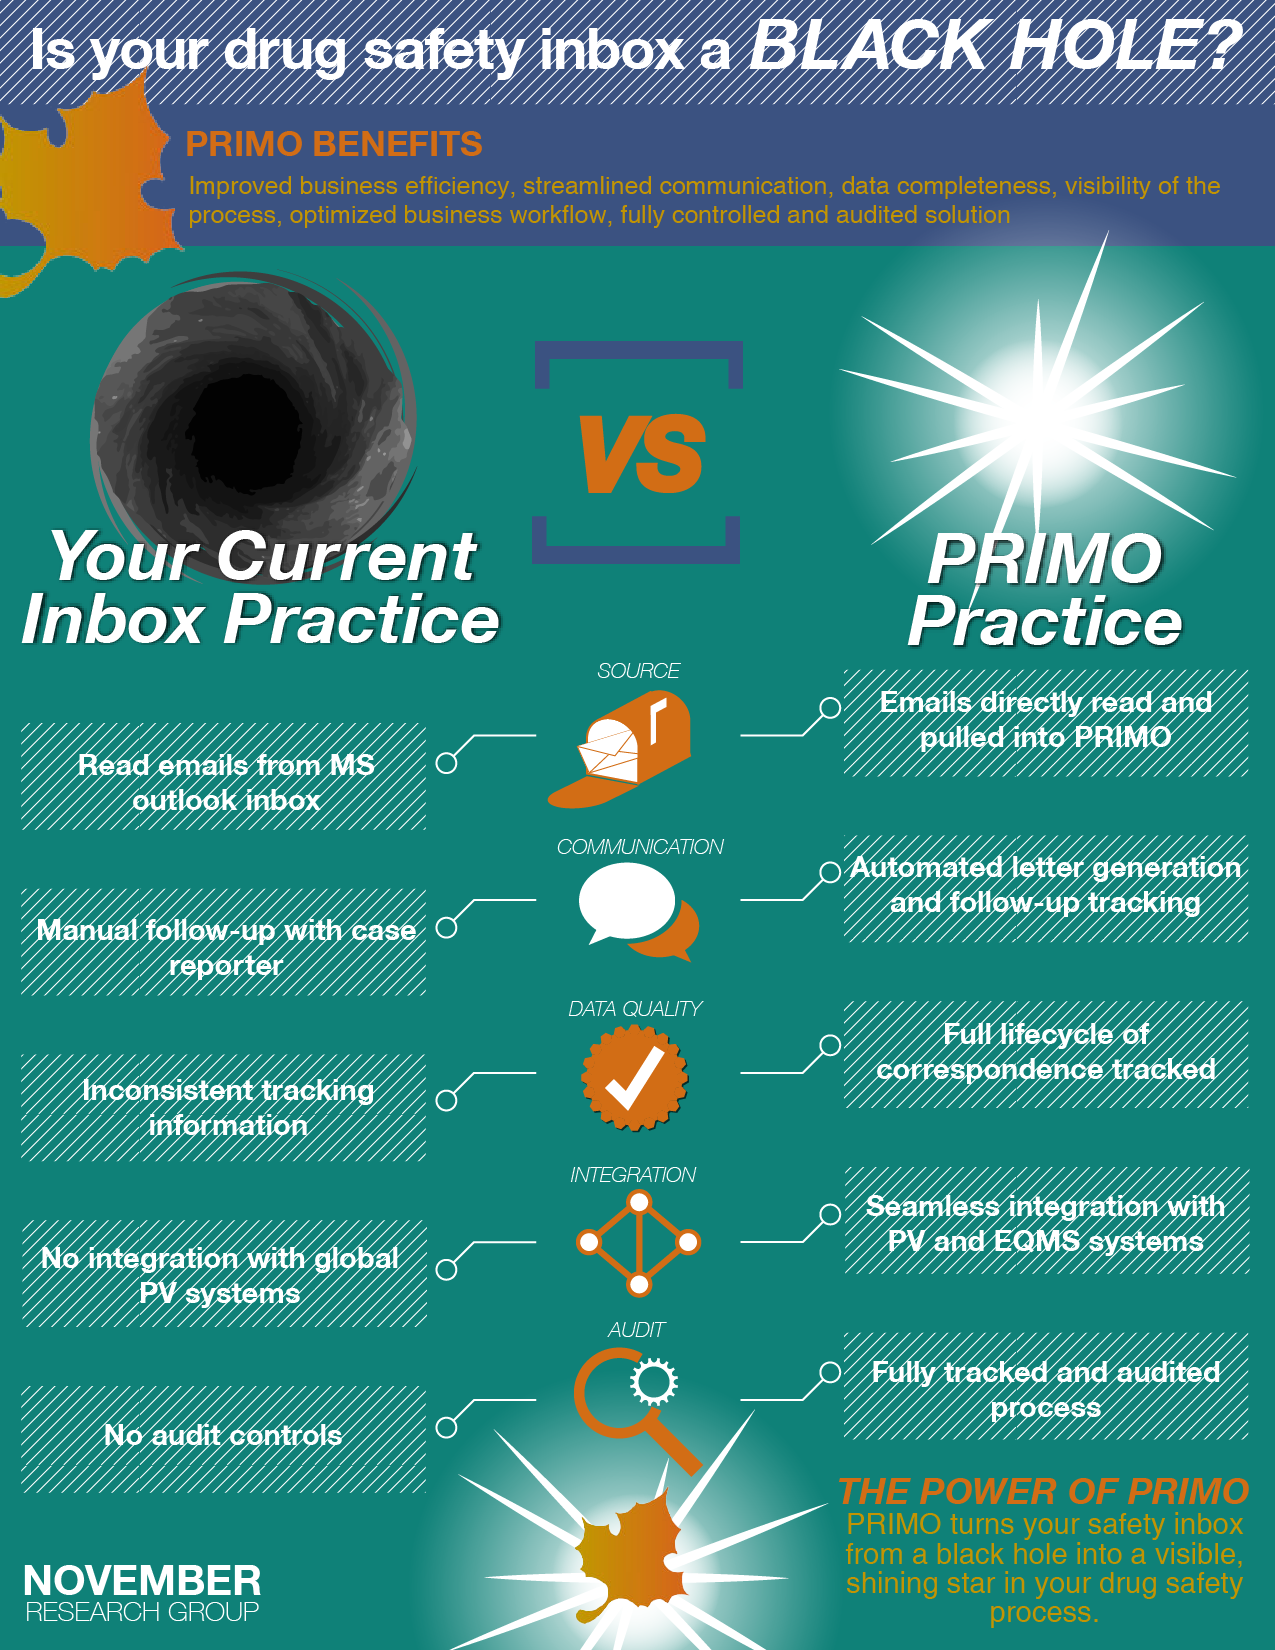 Is your drug safety inbox a BLACK HOLE?
PRIMO BENEFITS
Improved business efficiency, streamlined communication, data completeness, visibility of the
process, optimized business workflow, fully controlled and audited solution
VS
Your Current
Inbox Practice
PRIMO
Practice
SOURCE
Read emails from MS
outlook inbox
Emails directly read and
pulled into PRIMO
COMMUNICATION
Manual follow-up with case
reporter
Automated letter generation
and follow-up tracking
DATA QUALITY
Inconsistent tracking
information
Full lifecycle of
correspondence tracked
INTEGRATION
No integration with global
PV systems
Seamless integration with
PV and EQMS systems
AUDIT
No audit controls
Fully tracked and audited
process
THE POWER OF PRIMO
PRIMO turns your safety inbox
from a black hole into a visible,
shining star in your drug safety
process.
NOVEMBER
RESEARCH GROUP